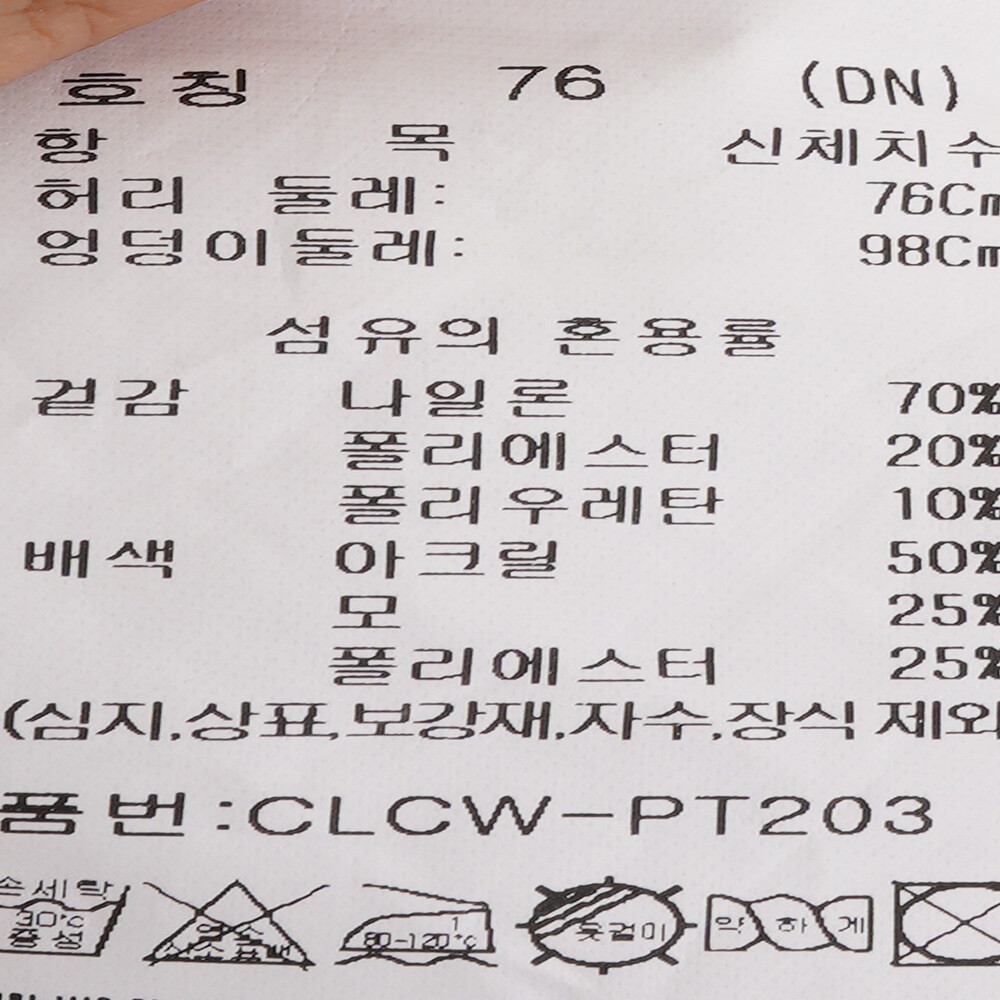 호칭 76 (DN)
항 목 신체치수
허리 둘레: 76Cm
엉덩이둘레: 98Cm
섬유의 혼용률
겉감 나일론 70%
폴리에스터 20%
폴리우레탄 10%
배색 아크릴 50%
모 25%
폴리에스터 25%
(심지.상표.보강재.자수.장식 제외
품번:CLCW-PT203
손세탁
30℃
중성
1
80-120℃
옷걸이
약하게